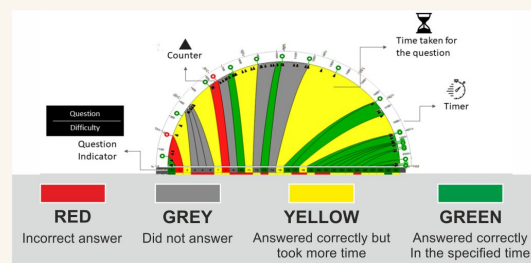 Counter
Time taken for
the question
Timer
Question
Difficulty
Question
Indicator
RED
Incorrect answer
GREY
Did not answer
YELLOW
Answered correctly but
took more time
GREEN
Answered correctly
In the specified time